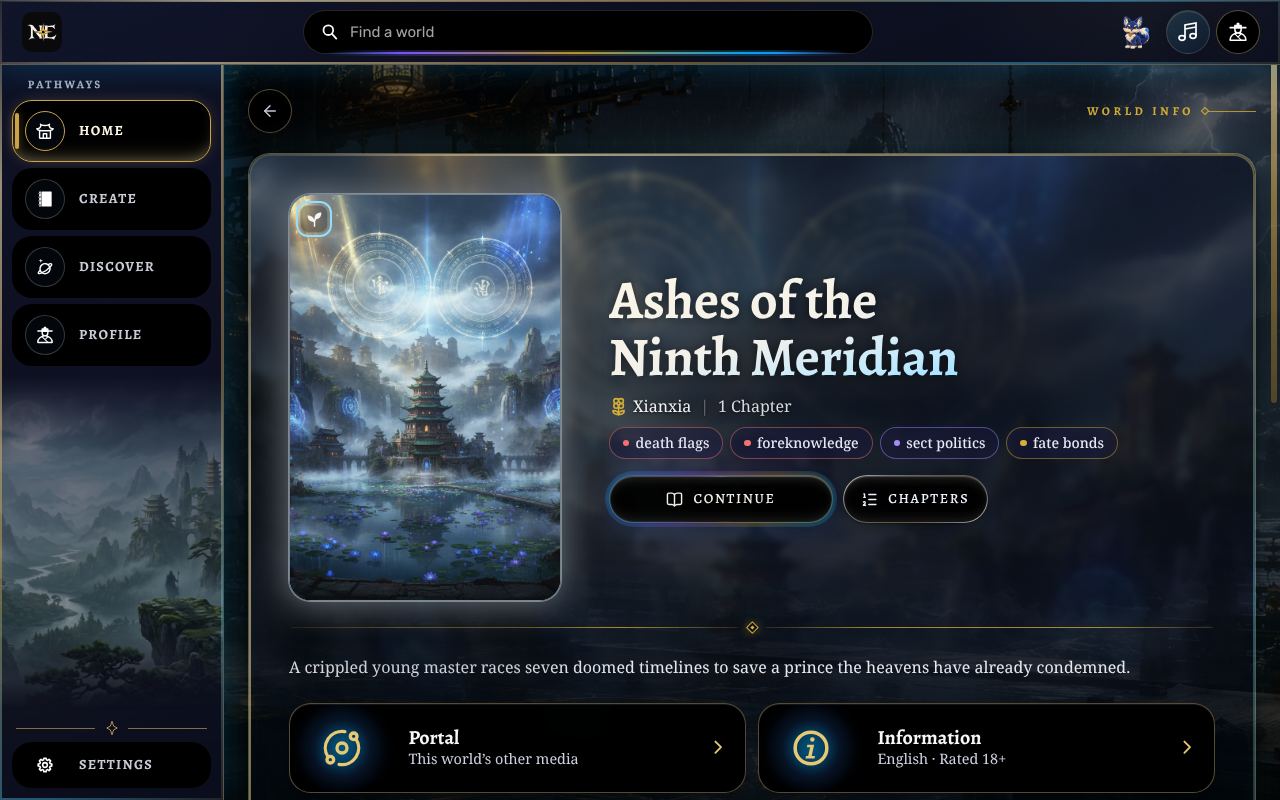 NE
Find a world
PATHWAYS
HOME
CREATE
DISCOVER
PROFILE
SETTINGS
WORLD INFO
Ashes of the
Ninth Meridian
Xianxia | 1 Chapter
death flags
foreknowledge
sect politics
fate bonds
CONTINUE
CHAPTERS
A crippled young master races seven doomed timelines to save a prince the heavens have already condemned.
Portal
This world’s other media
Information
English · Rated 18+